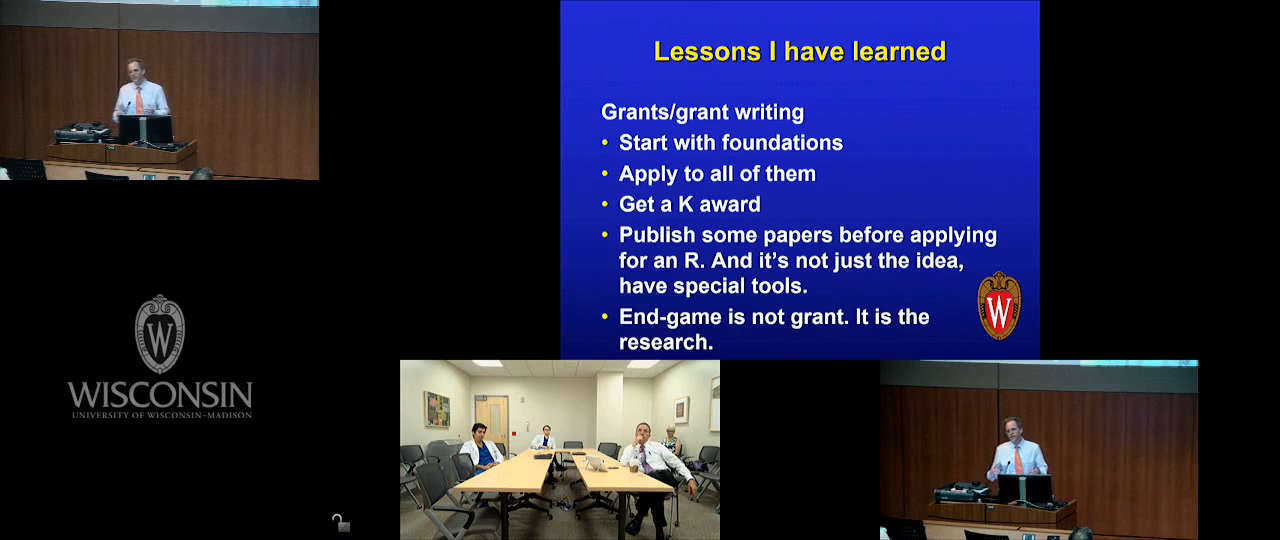 Lessons I have learned
Grants/grant writing
• Start with foundations
• Apply to all of them
• Get a K award
• Publish some papers before applying
for an R. And it's not just the idea,
have special tools.
• End-game is not grant. It is the
research.
W
W
WISCONSIN
UNIVERSITY OF WISCONSIN–MADISON